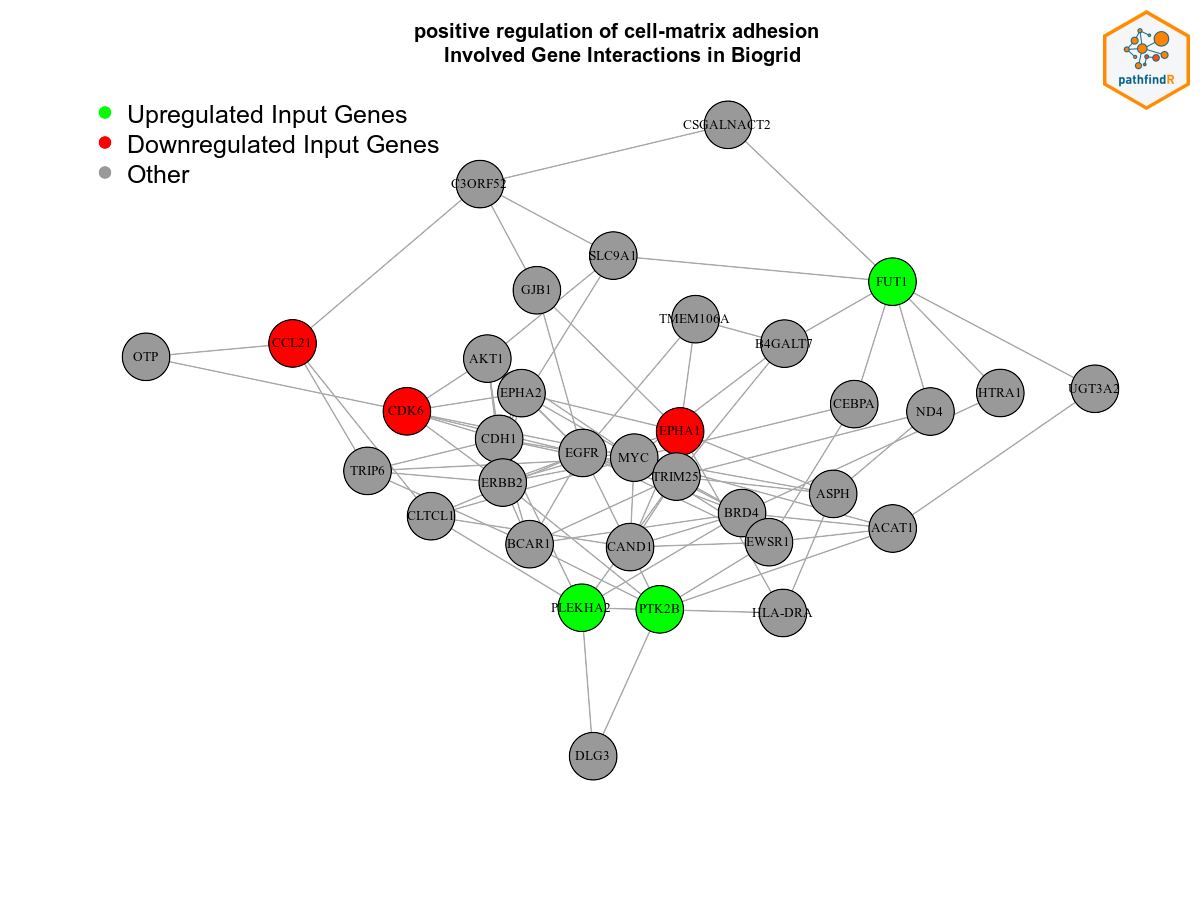 positive regulation of cell-matrix adhesion
Involved Gene Interactions in Biogrid
pathfindR
Upregulated Input Genes
Downregulated Input Genes
Other
CSGALNACT2
C3ORF52
SLC9A1
FUT1
GJB1
TMEM106A
CCL21
B4GALT7
OTP
AKT1
UGT3A2
EPHA2
HTRA1
CEBPA
CDK6
ND4
EPHA1
CDH1
EGFR
MYC
TRIP6
TRIM25
ERBB2
ASPH
CLTCL1
BRD4
ACAT1
BCAR1
CAND1
EWSR1
PLEKHA2
PTK2B
HLA-DRA
DLG3